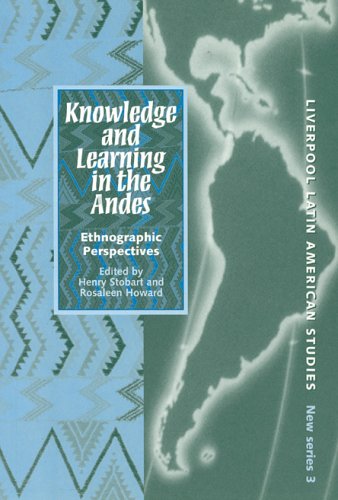 Knowledge
and
Learning
in the
Andes
Ethnographic
Perspectives
Edited by
Henry Stobart and
Rosaleen Howard
LIVERPOOL LATIN AMERICAN STUDIES New series 3